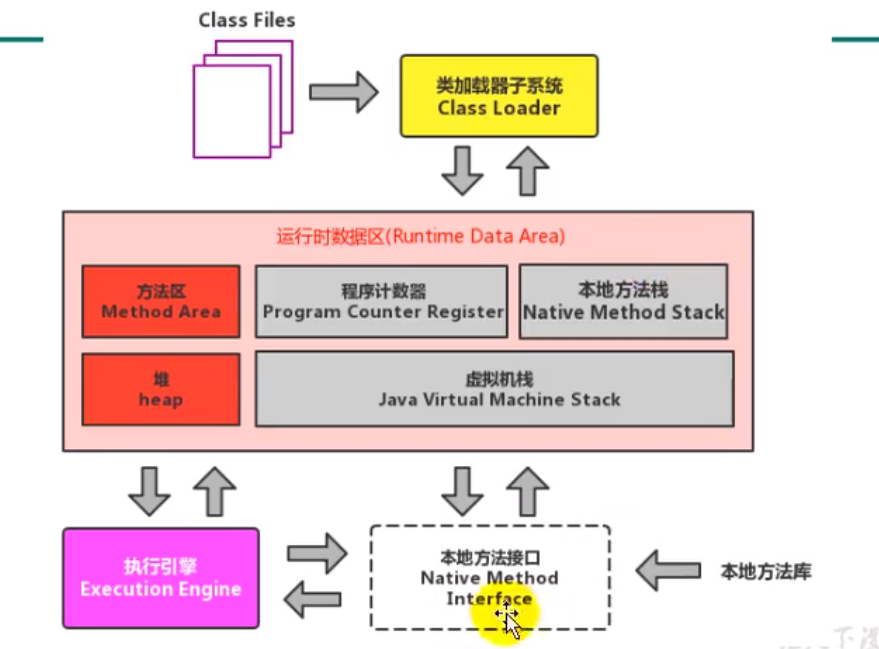 Class Files
类加载器子系统
Class Loader
运行时数据区(Runtime Data Area)
方法区
Method Area
程序计数器
Program Counter Register
本地方法栈
Native Method Stack
堆
heap
虚拟机栈
Java Virtual Machine Stack
执行引擎
Execution Engine
本地方法接口
Native Method
Interface
本地方法库